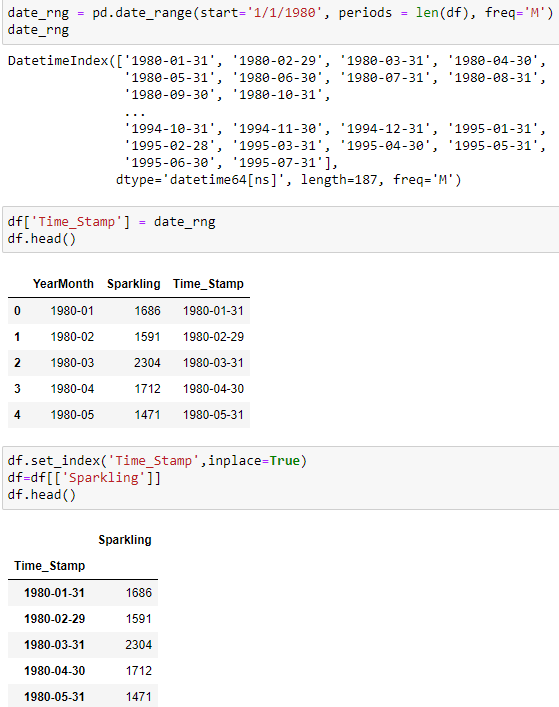 date_rng = pd.date_range(start='1/1/1980', periods = len(df), freq='M')
date_rng
DatetimeIndex(['1980-01-31', '1980-02-29', '1980-03-31', '1980-04-30',
'1980-05-31', '1980-06-30', '1980-07-31', '1980-08-31',
'1980-09-30', '1980-10-31',
...
'1994-10-31', '1994-11-30', '1994-12-31', '1995-01-31',
'1995-02-28', '1995-03-31', '1995-04-30', '1995-05-31',
'1995-06-30', '1995-07-31'],
dtype='datetime64[ns]', length=187, freq='M')
df['Time_Stamp'] = date_rng
df.head()
YearMonth Sparkling Time_Stamp
0 1980-01 1686 1980-01-31
1 1980-02 1591 1980-02-29
2 1980-03 2304 1980-03-31
3 1980-04 1712 1980-04-30
4 1980-05 1471 1980-05-31
df.set_index('Time_Stamp',inplace=True)
df=df[['Sparkling']]
df.head()
Sparkling
Time_Stamp
1980-01-31 1686
1980-02-29 1591
1980-03-31 2304
1980-04-30 1712
1980-05-31 1471